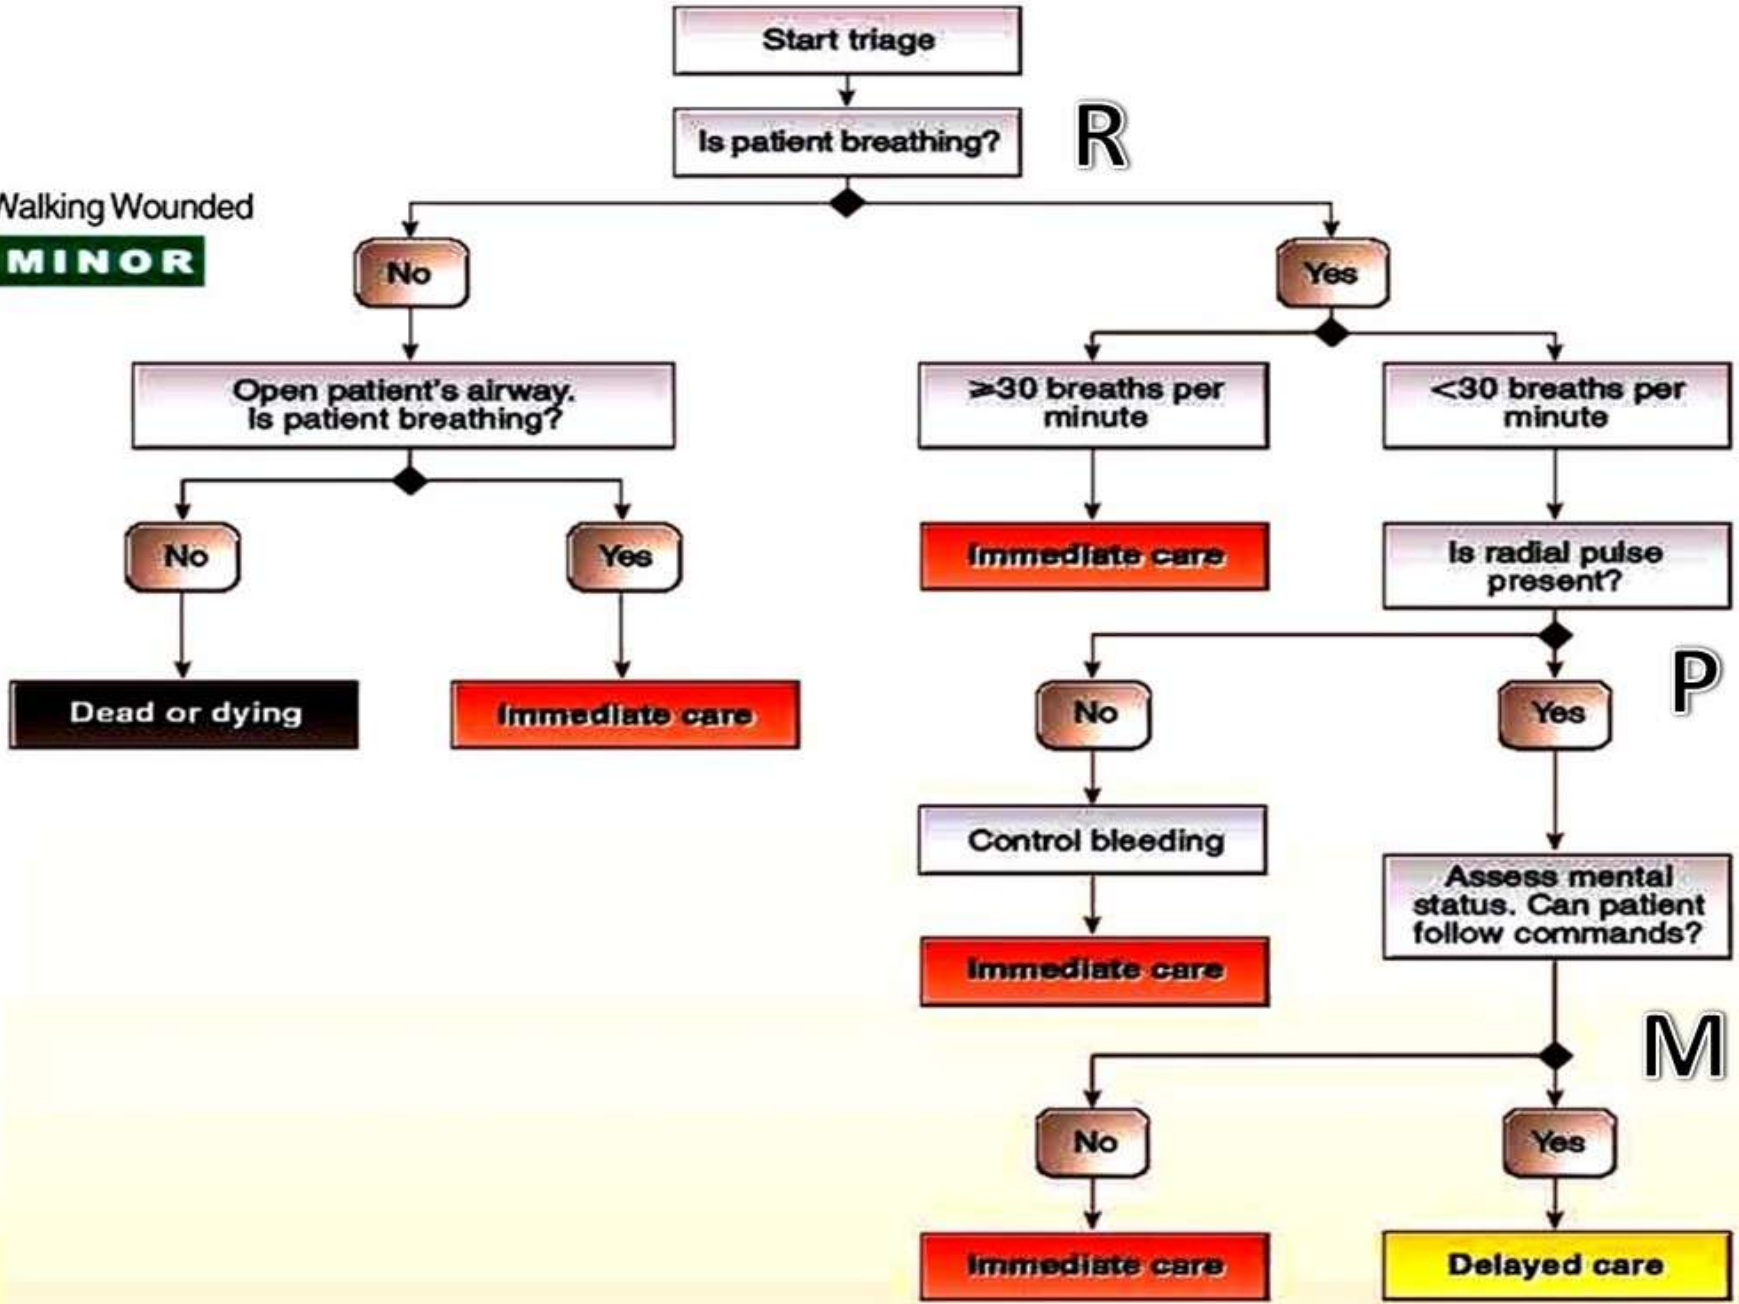 Start triage
Is patient breathing?
R
Walking Wounded
MINOR
No
Yes
Open patient's airway.
Is patient breathing?
≥30 breaths per
minute
<30 breaths per
minute
No
Yes
Immediate care
Is radial pulse
present?
Dead or dying
Immediate care
No
Yes
P
Control bleeding
Assess mental
status. Can patient
follow commands?
Immediate care
M
No
Yes
Immediate care
Delayed care